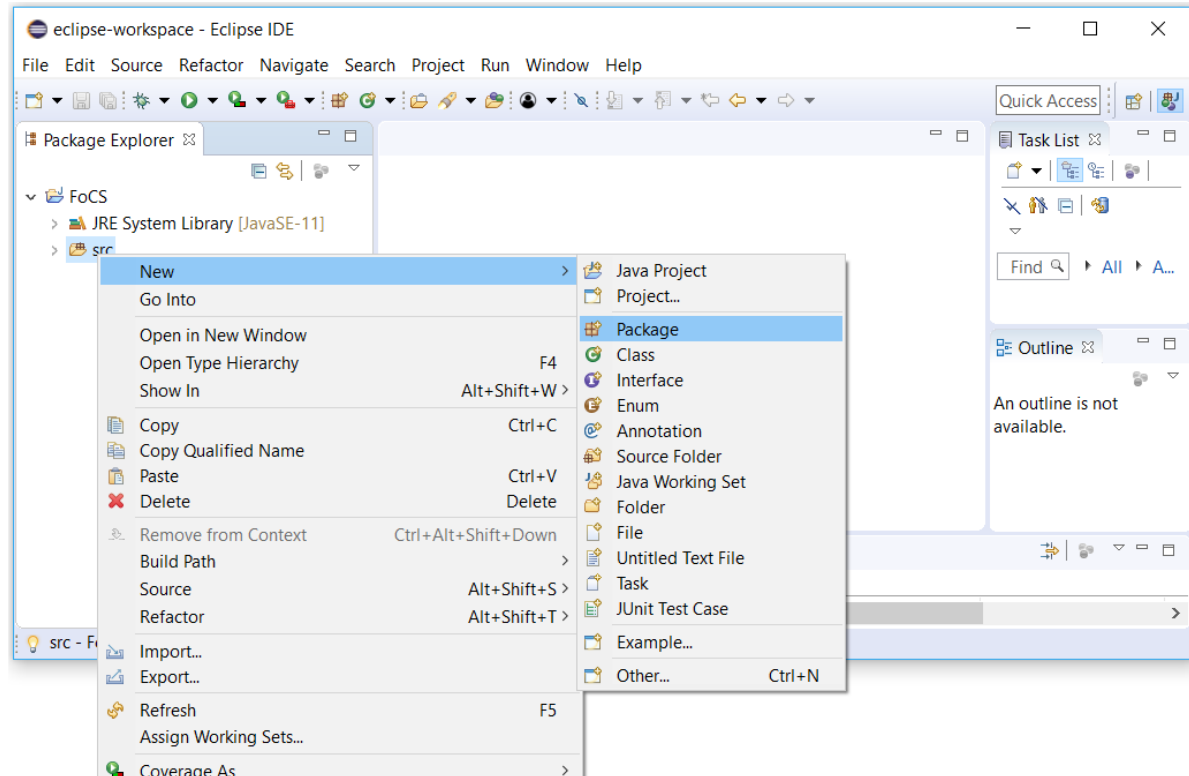 eclipse-workspace - Eclipse IDE
File Edit Source Refactor Navigate Search Project Run Window Help
Quick Access
Package Explorer
FoCS
JRE System Library [JavaSE-11]
src
New
Go Into
Open in New Window
Open Type Hierarchy F4
Show In Alt+Shift+W >
Copy Ctrl+C
Copy Qualified Name
Paste Ctrl+V
Delete Delete
Remove from Context Ctrl+Alt+Shift+Down
Build Path
Source Alt+Shift+S >
Refactor Alt+Shift+T >
Import...
Export...
Refresh F5
Assign Working Sets...
Coverage As
Java Project
Project...
Package
Class
Interface
Enum
Annotation
Source Folder
Java Working Set
Folder
File
Untitled Text File
Task
JUnit Test Case
Example...
Other... Ctrl+N
Task List
Find All A...
Outline
An outline is not
available.
src - Fo